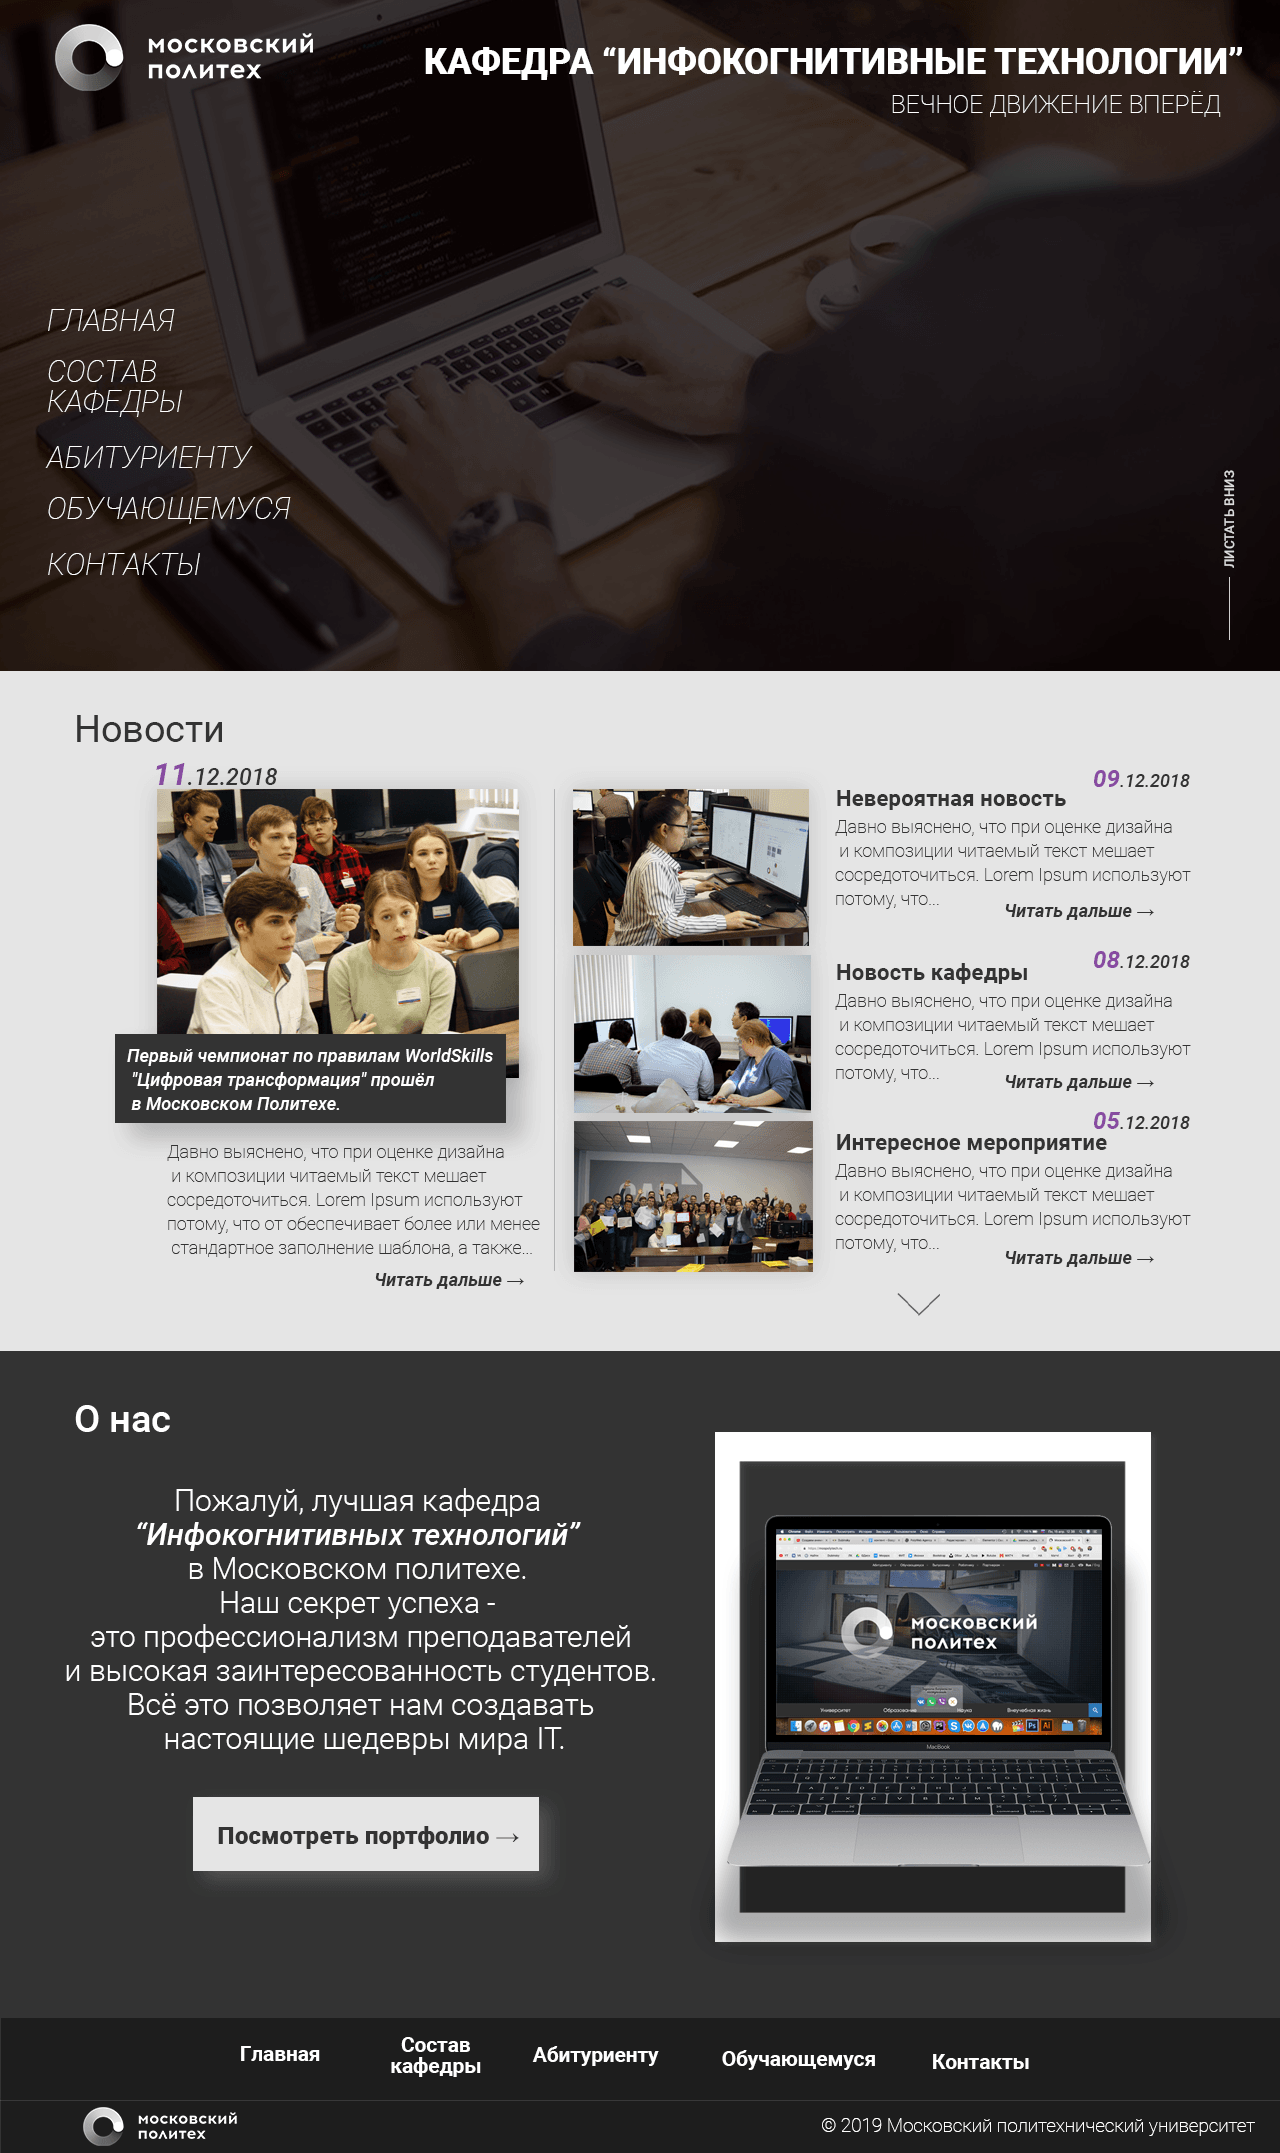 московский
политех
КАФЕДРА “ИНФОКОГНИТИВНЫЕ ТЕХНОЛОГИИ”
ВЕЧНОЕ ДВИЖЕНИЕ ВПЕРЁД
ГЛАВНАЯ
СОСТАВ
КАФЕДРЫ
АБИТУРИЕНТУ
ОБУЧАЮЩЕМУСЯ
КОНТАКТЫ
ЛИСТАТЬ ВНИЗ
Новости
11.12.2018
Первый чемпионат по правилам WorldSkills
"Цифровая трансформация" прошёл
в Московском Политехе.
Давно выяснено, что при оценке дизайна
и композиции читаемый текст мешает
сосредоточиться. Lorem Ipsum используют
потому, что от обеспечивает более или менее
стандартное заполнение шаблона, а также...
Читать дальше →
09.12.2018
Невероятная новость
Давно выяснено, что при оценке дизайна
и композиции читаемый текст мешает
сосредоточиться. Lorem Ipsum используют
потому, что...
Читать дальше →
08.12.2018
Новость кафедры
Давно выяснено, что при оценке дизайна
и композиции читаемый текст мешает
сосредоточиться. Lorem Ipsum используют
потому, что...
Читать дальше →
05.12.2018
Интересное мероприятие
Давно выяснено, что при оценке дизайна
и композиции читаемый текст мешает
сосредоточиться. Lorem Ipsum используют
потому, что...
Читать дальше →
О нас
Пожалуй, лучшая кафедра
“Инфокогнитивных технологий”
в Московском политехе.
Наш секрет успеха -
это профессионализм преподавателей
и высокая заинтересованность студентов.
Всё это позволяет нам создавать
настоящие шедевры мира IT.
Посмотреть портфолио →
московский
политех
Университет Образование Наука Внеучебная жизнь
MacBook
Главная
Состав
кафедры
Абитуриенту
Обучающемуся
Контакты
московский
политех
© 2019 Московский политехнический университет